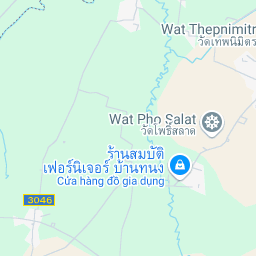 Wat Thepnimitr
วัดเทพนิมิตร
Wat Pho Salat
วัดโพธิ์สลาด
ร้านสมบัติ
เฟอร์นิเจอร์ บ้านทนง
Cửa hàng đồ gia dụng
3046